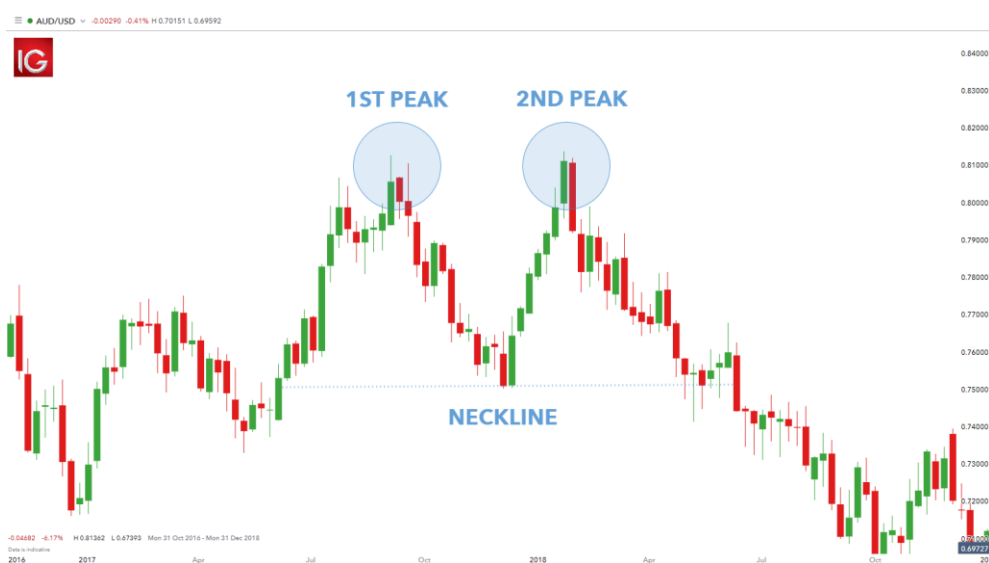 AUD/USD -0.00290 -0.41% H 0.70151 L 0.69592
IG
0.84000
0.83000
1ST PEAK 2ND PEAK
0.82000
0.81000
0.80000
0.79000
0.78000
0.77000
0.76000
0.75000
NECKLINE
0.74000
0.73000
0.72000
-0.04682 -6.17% H 0.81362 L 0.67393 Mon 31 Oct 2016 - Mon 31 Dec 2018
Data is indicative
0.69727
2016 2017 Apr Jul Oct 2018 Apr Jul Oct 20